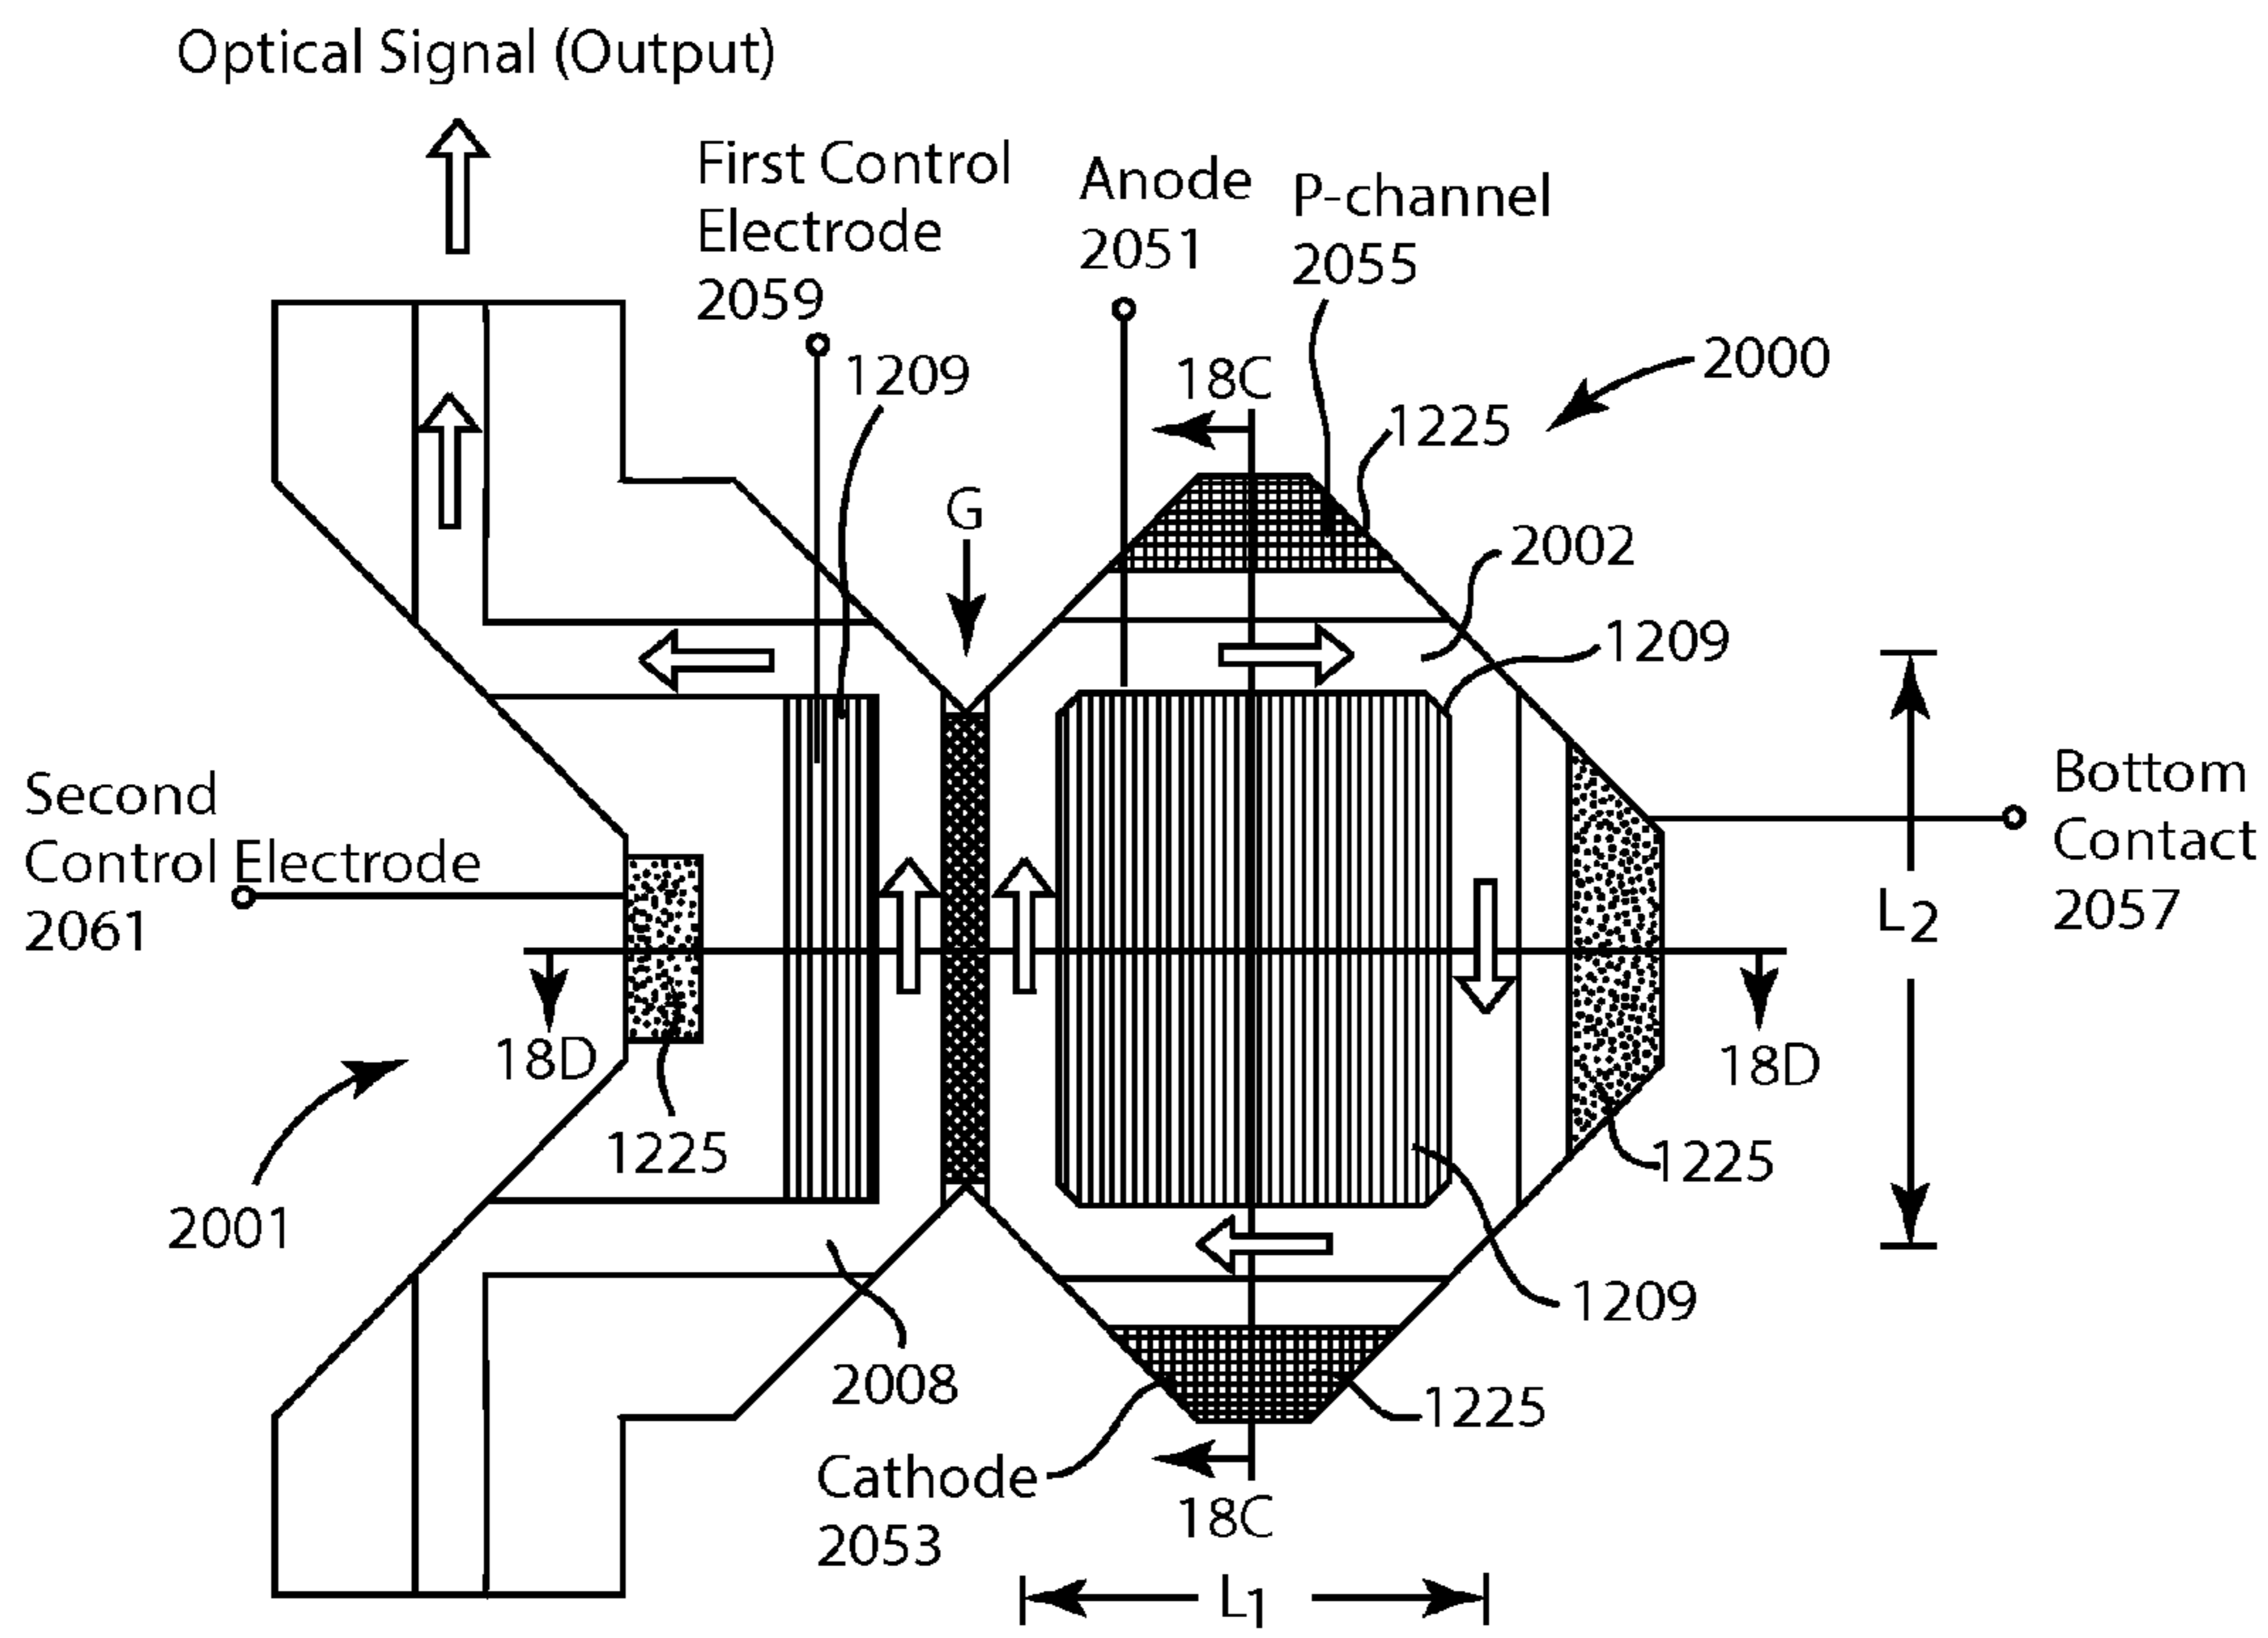 Optical Signal (Output)
First Control
Electrode
2059
Anode
2051
P-channel
2055
1209
18C
2000
1225
G
2002
1209
Second
Control Electrode
2061
Bottom
Contact
2057
L2
18D
18D
1225
1225
2001
1209
2008
1225
Cathode
2053
18C
L1